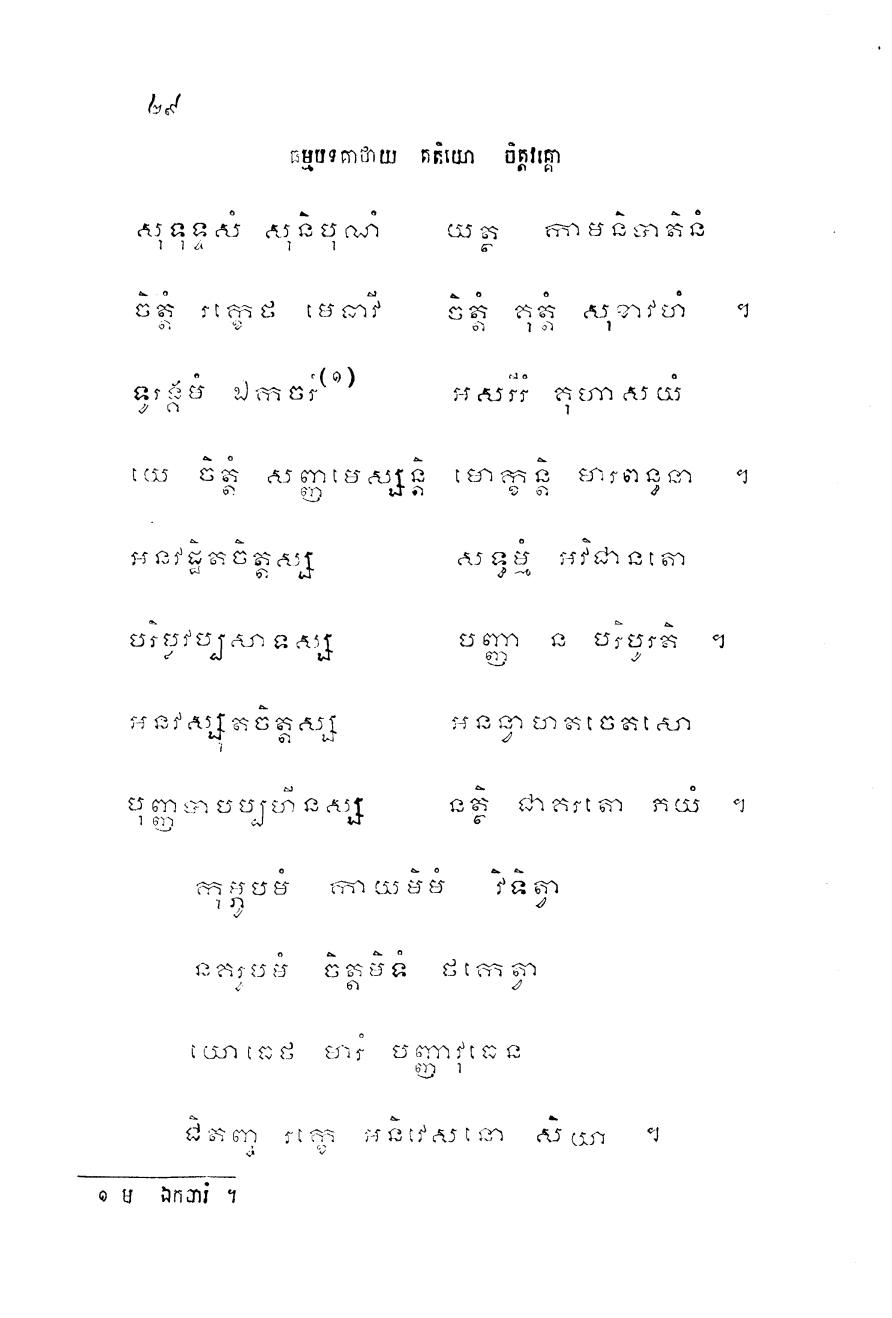 ២៩
ធម្មបទគាថាយ តតិយោ ចិត្តវគ្គោ
សុទុទ្ទសំ សុនិបុណំ យត្ថ កាមនិបាតិនំ
ចិត្តំ រក្ខេថ មេធាវី ចិត្តំ គុត្តំ សុខាវហំ ។
ទូរង្គមំ ឯកចរំ(១) អសរីរំ គុហាសយំ
យេ ចិត្តំ សញ្ញមេស្សន្តិ មោក្ខន្តិ មារពន្ធនា ។
អនវដ្ឋិតចិត្តស្ស សទ្ធម្មំ អវិជានតោ
បរិប្លវប្បសាទស្ស បញ្ញា ន បរិបូរតិ ។
អនវស្សុតចិត្តស្ស អនន្វាហតចេតសោ
បុញ្ញបាបប្បហីនស្ស នត្ថិ ជាគរតោ ភយំ ។
កុម្ភូបមំ កាយមិមំ វិទិត្វា
នគរូបមំ ចិត្តមិទំ ថកេត្វា
យោធេថ មារំ បញ្ញាវុធេន
ជិតញ្ច រក្ខេ អនិវេសនោ សិយា ។
១ ម ឯកចារំ ។